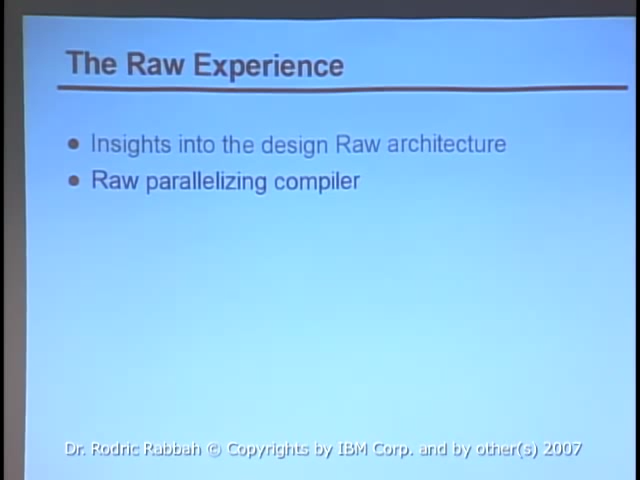 The Raw Experience
Insights into the design Raw architecture
Raw parallelizing compiler
Dr. Rodric Rabbah © Copyrights by IBM Corp. and by other(s) 2007